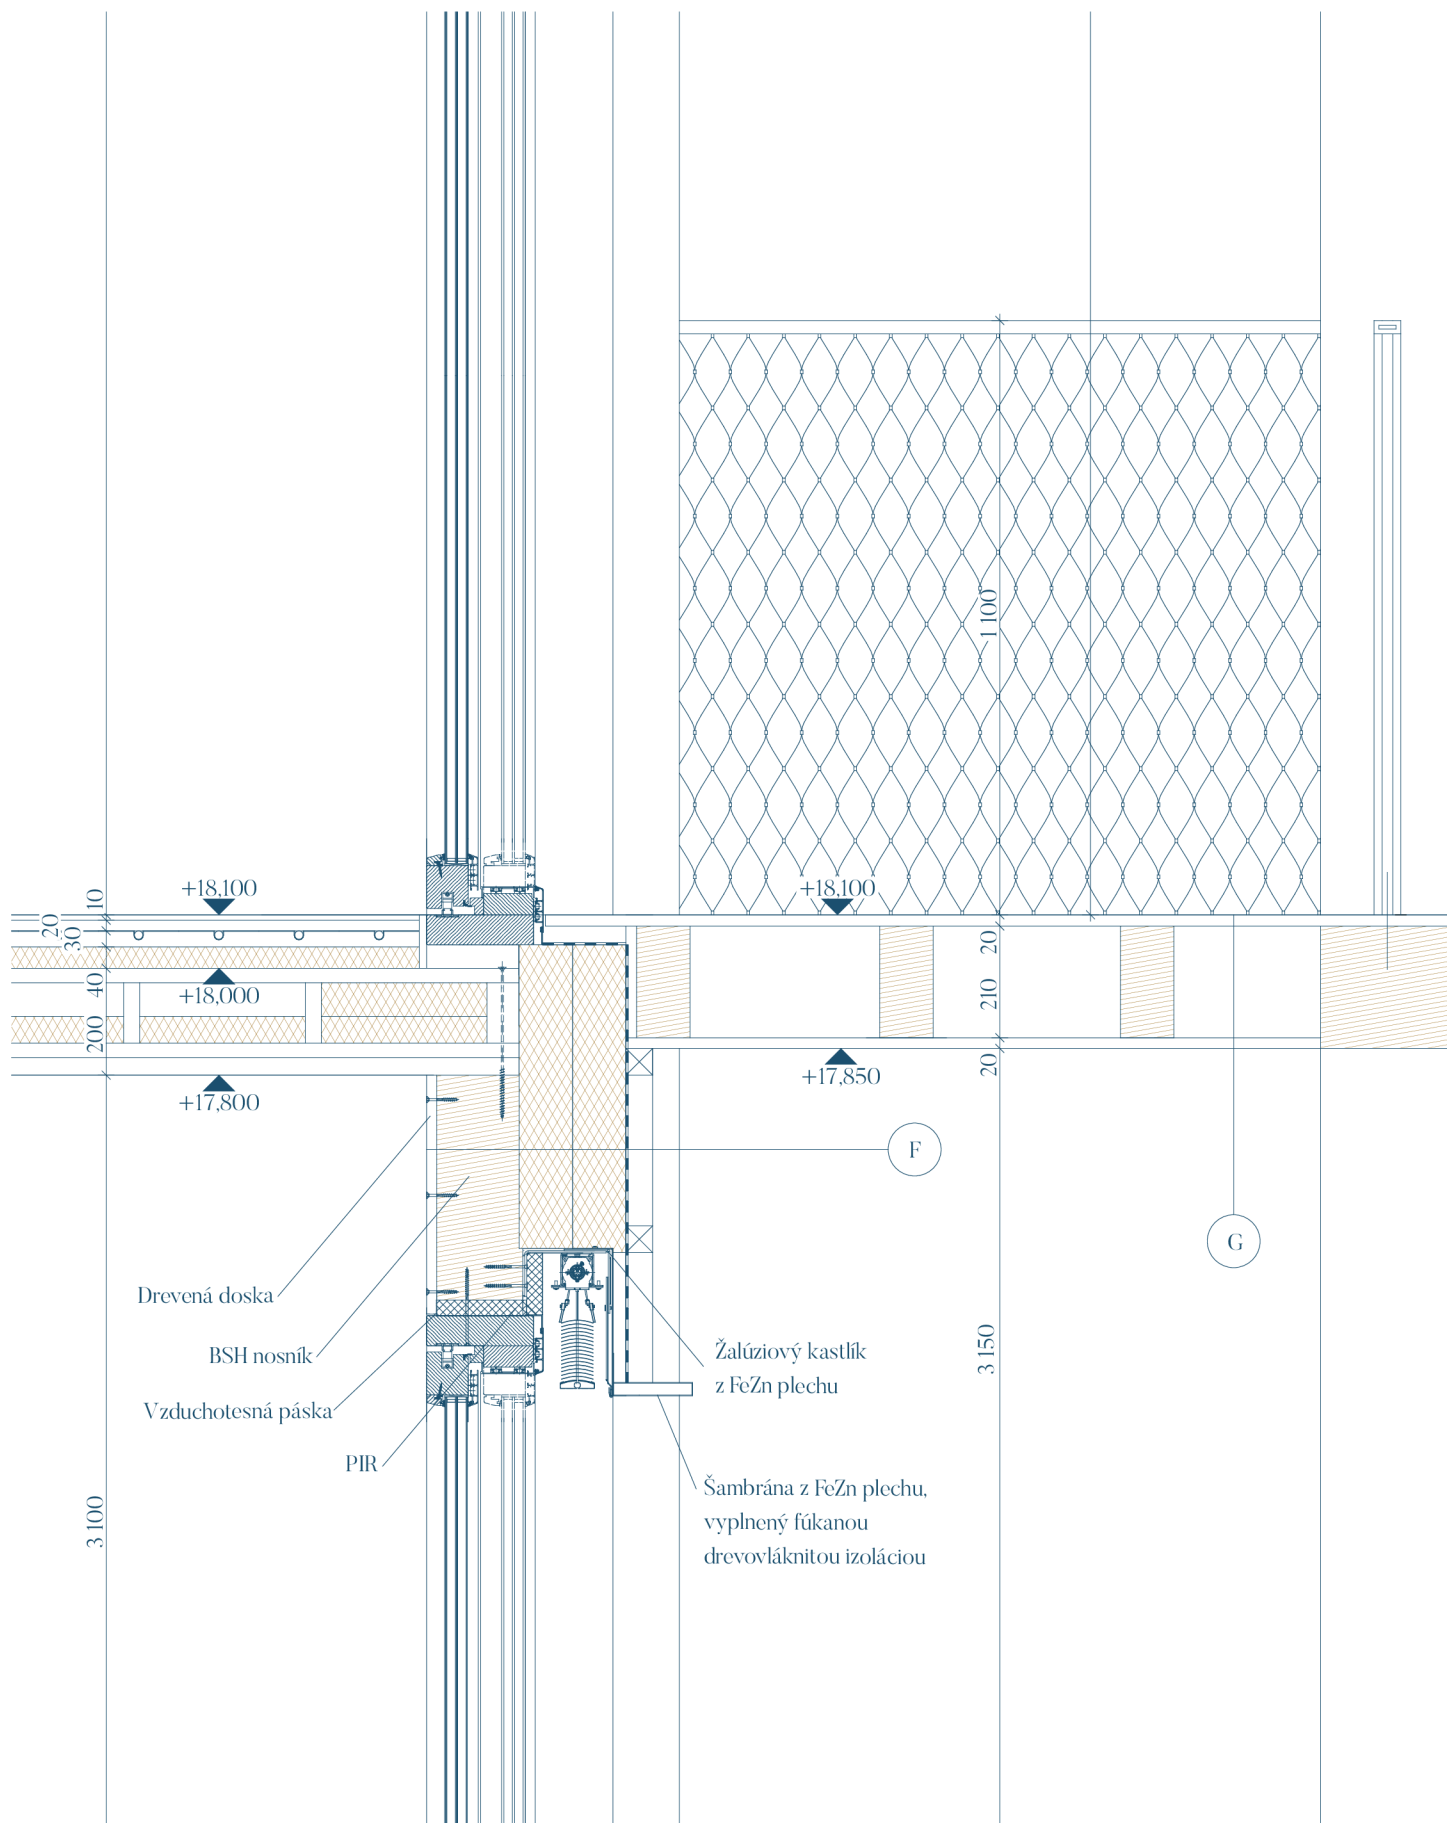 1 100
10
+18,100
+18,100
20
30
20
40
+18,000
210
200
20
+17,850
+17,800
F
G
Drevená doska
BSH nosník
Vzduchotesná páska
PIR
Žalúziový kastlík
z FeZn plechu
3 150
Šambrána z FeZn plechu,
vyplnený fúkanou
drevovláknitou izoláciou
3 100